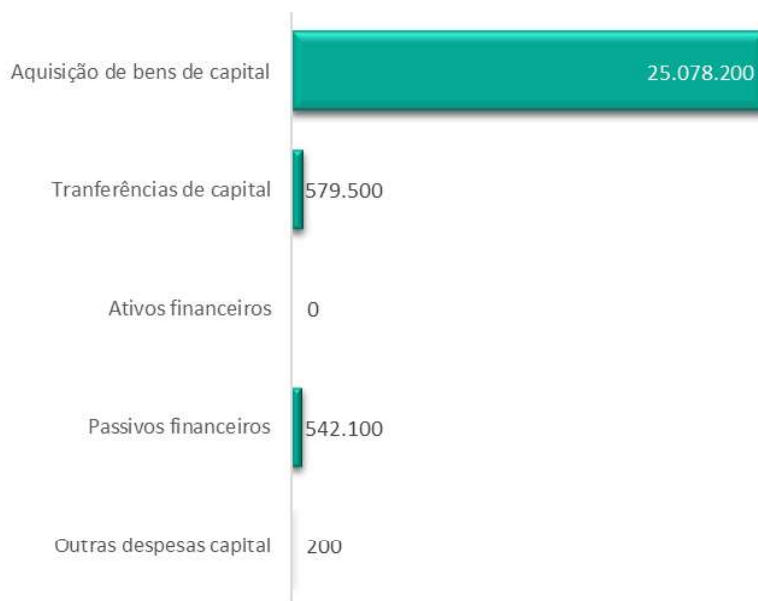 Aquisição de bens de capital 25.078.200
Tranferências de capital 579.500
Ativos financeiros 0
Passivos financeiros 542.100
Outras despesas capital 200